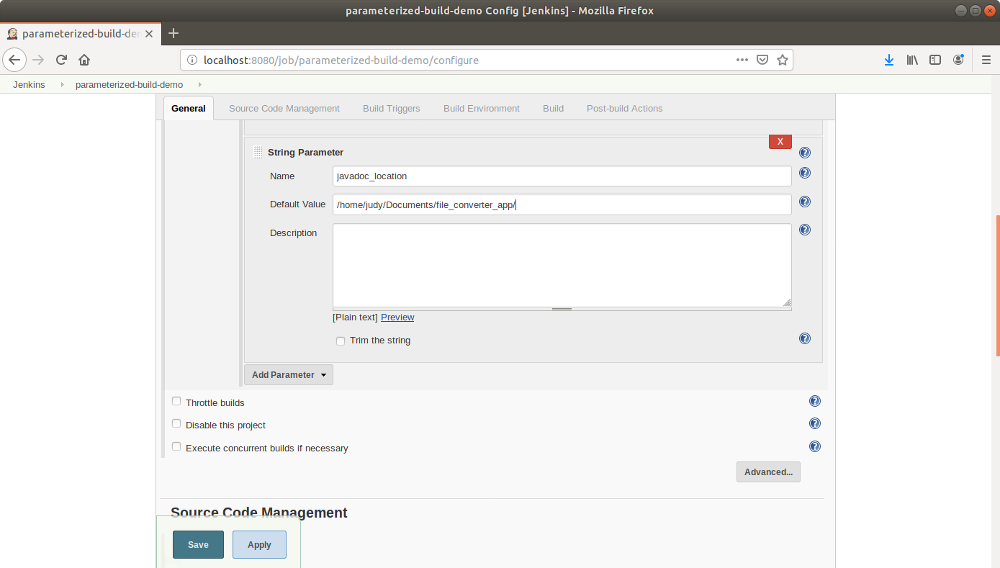 parameterized-build-demo Config [Jenkins] - Mozilla Firefox
parameterized-build-der
localhost:8080/job/parameterized-build-demo/configure
Jenkins parameterized-build-demo
General Source Code Management Build Triggers Build Environment Build Post-build Actions
X
String Parameter
Name javadoc_location
Default Value /home/judy/Documents/file_converter_app/
Description
[Plain text] Preview
Trim the string
Add Parameter
Throttle builds
Disable this project
Execute concurrent builds if necessary
Advanced...
Source Code Management
Save Apply